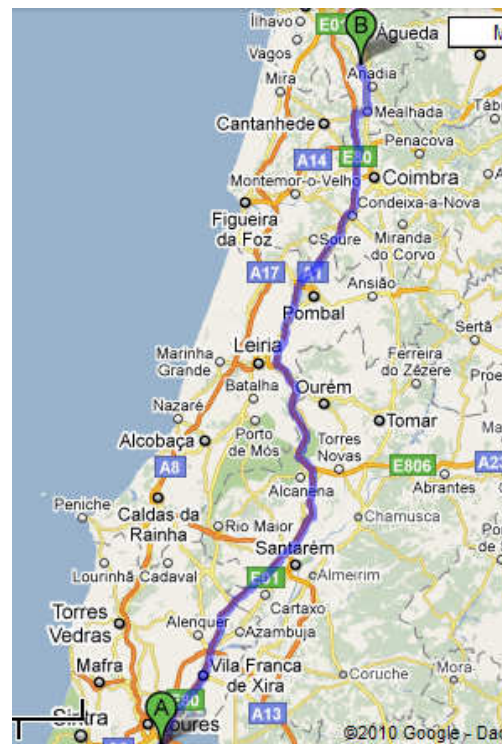 Ílhavo
E01
B
Águeda
M
Vagos
Anadia
Mira
Mealhada
Cantanhede
Penacova
A14
E80
Montemor-o-Velho
Coimbra
Condeixa-a-Nova
Figueira
da Foz
Soure
Miranda
do Corvo
A17
A1
Ansião
Pombal
Sertã
Leiria
Marinha
Grande
Ferreira
do Zêzere
Batalha
Ourém
Nazaré
Tomar
Alcobaça
Porto
de Mós
Torres
Novas
A8
E806
A23
Alcanena
Abrantes
Peniche
Caldas da
Rainha
Rio Maior
Chamusca
Santarém
Lourinhã
Cadaval
E01
Almeirim
Cartaxo
Torres
Vedras
Alenquer
Azambuja
Mafra
Vila Franca
de Xira
Coruche
Mora
A
E80
A13
Sintra
©2010 Google - Da